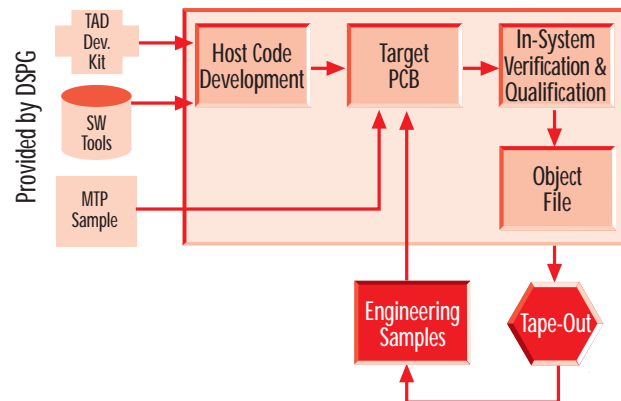 Provided by DSPG
TAD
Dev.
Kit
SW
Tools
MTP
Sample
Host Code
Development
Target
PCB
In-System
Verification &
Qualification
Object
File
Engineering
Samples
Tape-Out